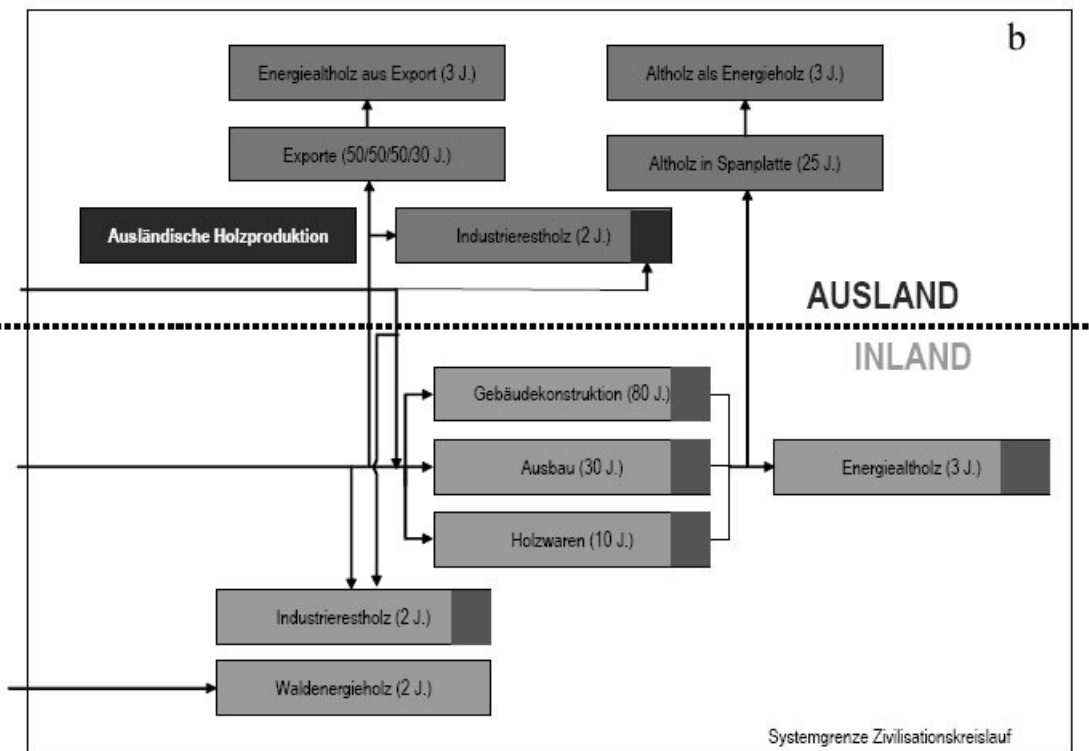 b
Energiealtholz aus Export (3 J.)
Altholz als Energieholz (3 J.)
Exporte (50/50/50/30 J.)
Altholz in Spanplatte (25 J.)
Ausländische Holzproduktion
Industrierestholz (2 J.)
AUSLAND
INLAND
Gebäudekonstruktion (80 J.)
Ausbau (30 J.)
Energiealtholz (3 J.)
Holzwaren (10 J.)
Industrierestholz (2 J.)
Waldenergieholz (2 J.)
Systemgrenze Zivilisationskreislauf